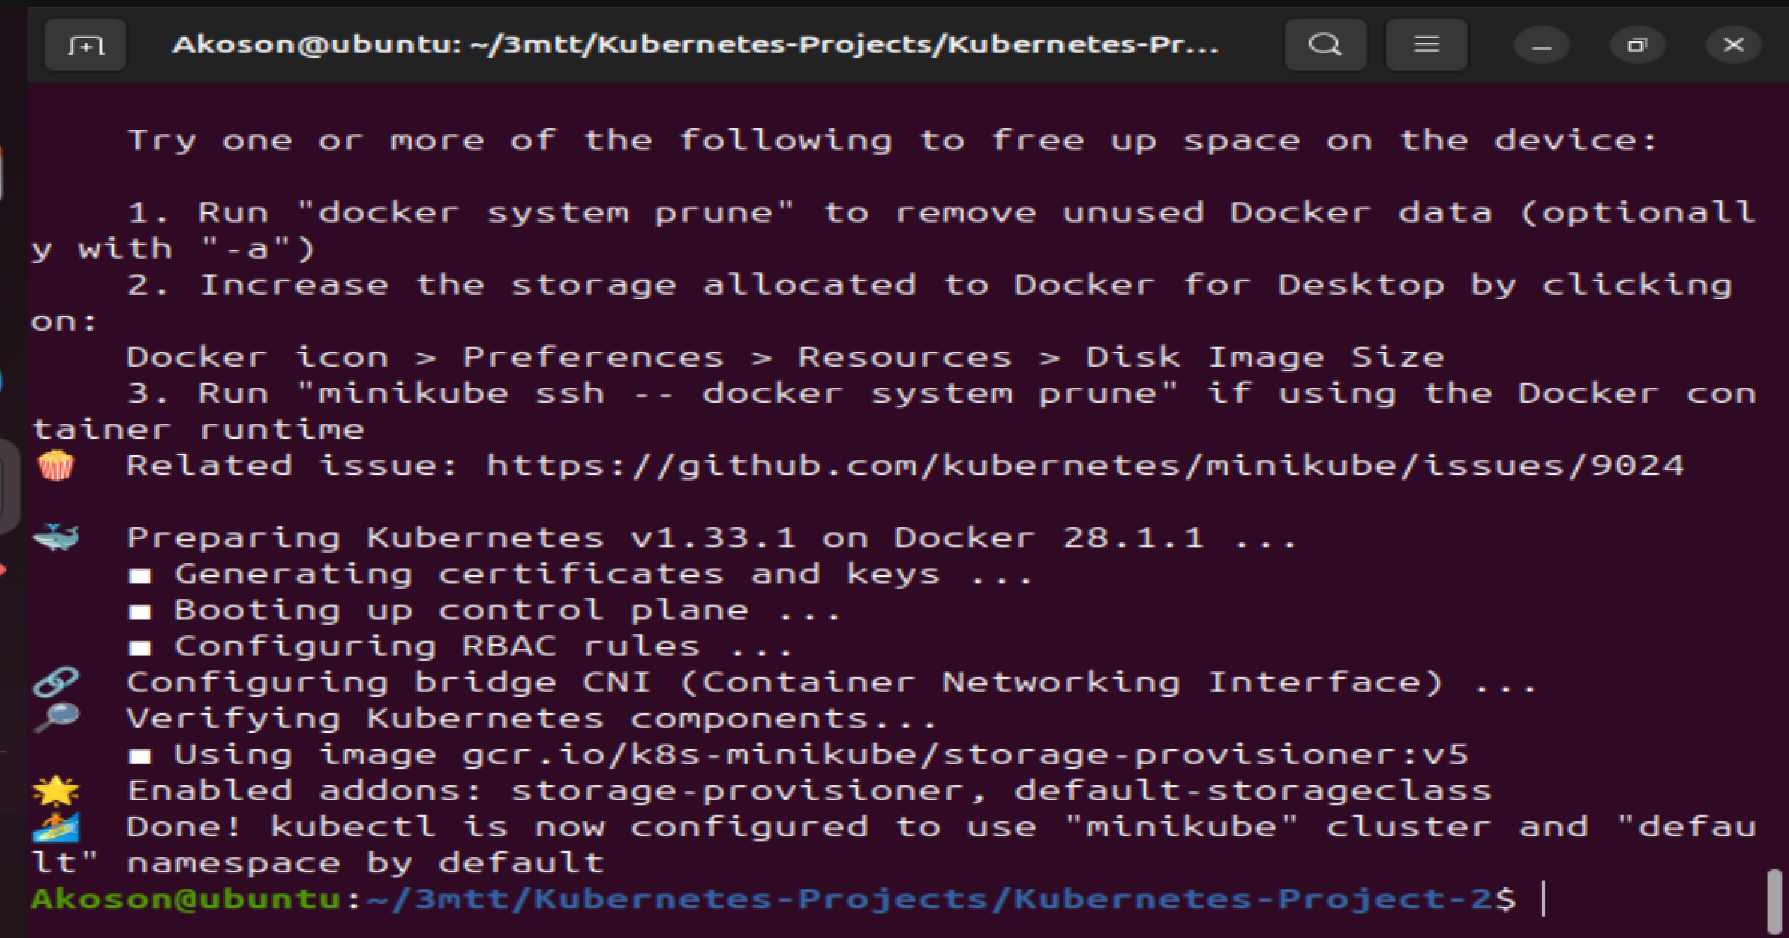 Akoson@ubuntu: ~/3mtt/Kubernetes-Projects/Kubernetes-Pr...
Try one or more of the following to free up space on the device:
1. Run "docker system prune" to remove unused Docker data (optionall
y with "-a")
2. Increase the storage allocated to Docker for Desktop by clicking
on:
Docker icon > Preferences > Resources > Disk Image Size
3. Run "minikube ssh -- docker system prune" if using the Docker con
tainer runtime
Related issue: https://github.com/kubernetes/minikube/issues/9024
Preparing Kubernetes v1.33.1 on Docker 28.1.1 ...
■ Generating certificates and keys ...
■ Booting up control plane ...
■ Configuring RBAC rules ...
Configuring bridge CNI (Container Networking Interface) ...
Verifying Kubernetes components...
■ Using image gcr.io/k8s-minikube/storage-provisioner:v5
Enabled addons: storage-provisioner, default-storageclass
Done! kubectl is now configured to use "minikube" cluster and "defau
lt" namespace by default
Akoson@ubuntu:~/3mtt/Kubernetes-Projects/Kubernetes-Project-2$